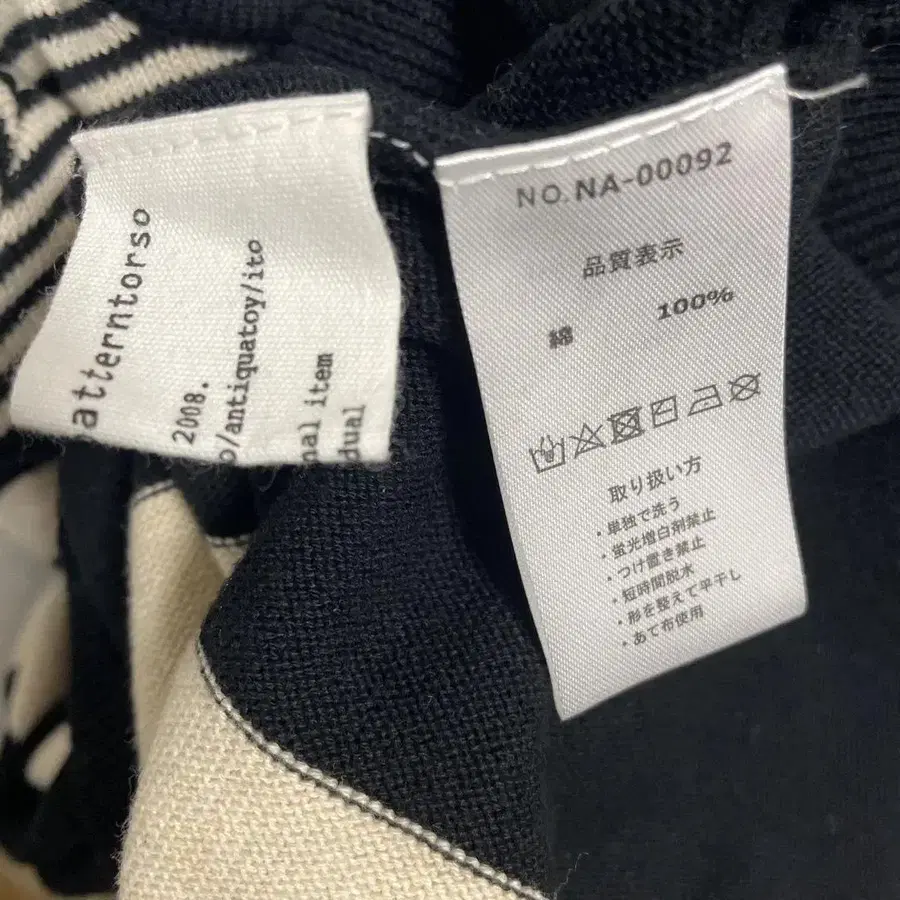 atterntorso
2008.
o/antiquatoy/ito
nal item
dual
NO.NA-00092
品質表示
綿 100%
取り扱い方
・単独で洗う
・蛍光増白剤禁止
・つけ置き禁止
・短時間脱水
・形を整えて平干し
・あて布使用